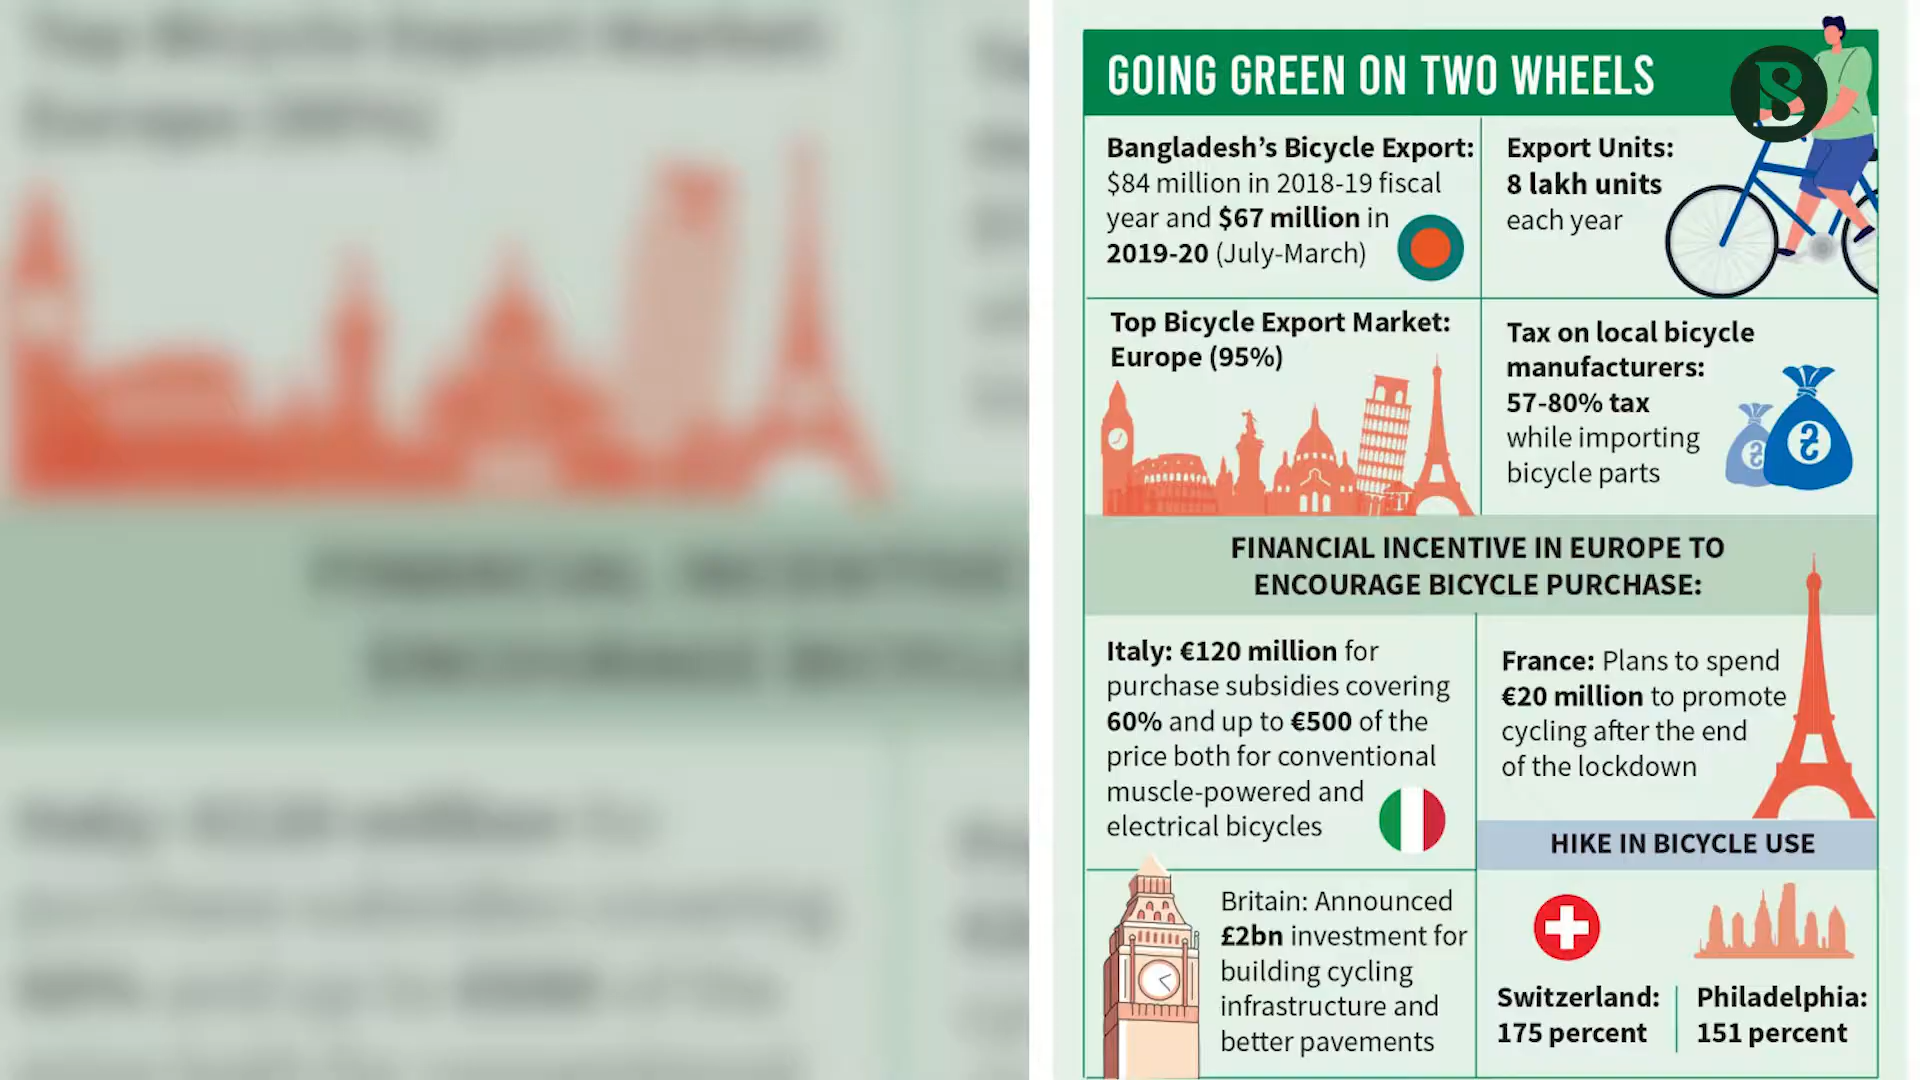 GOING GREEN ON TWO WHEELS
Bangladesh’s Bicycle Export:
$84 million in 2018-19 fiscal
year and $67 million in
2019-20 (July-March)
Export Units:
8 lakh units
each year
Top Bicycle Export Market:
Europe (95%)
Tax on local bicycle
manufacturers:
57-80% tax
while importing
bicycle parts
FINANCIAL INCENTIVE IN EUROPE TO
ENCOURAGE BICYCLE PURCHASE:
Italy: €120 million for
purchase subsidies covering
60% and up to €500 of the
price both for conventional
muscle-powered and
electrical bicycles
France: Plans to spend
€20 million to promote
cycling after the end
of the lockdown
Britain: Announced
£2bn investment for
building cycling
infrastructure and
better pavements
HIKE IN BICYCLE USE
Switzerland:
175 percent
Philadelphia:
151 percent